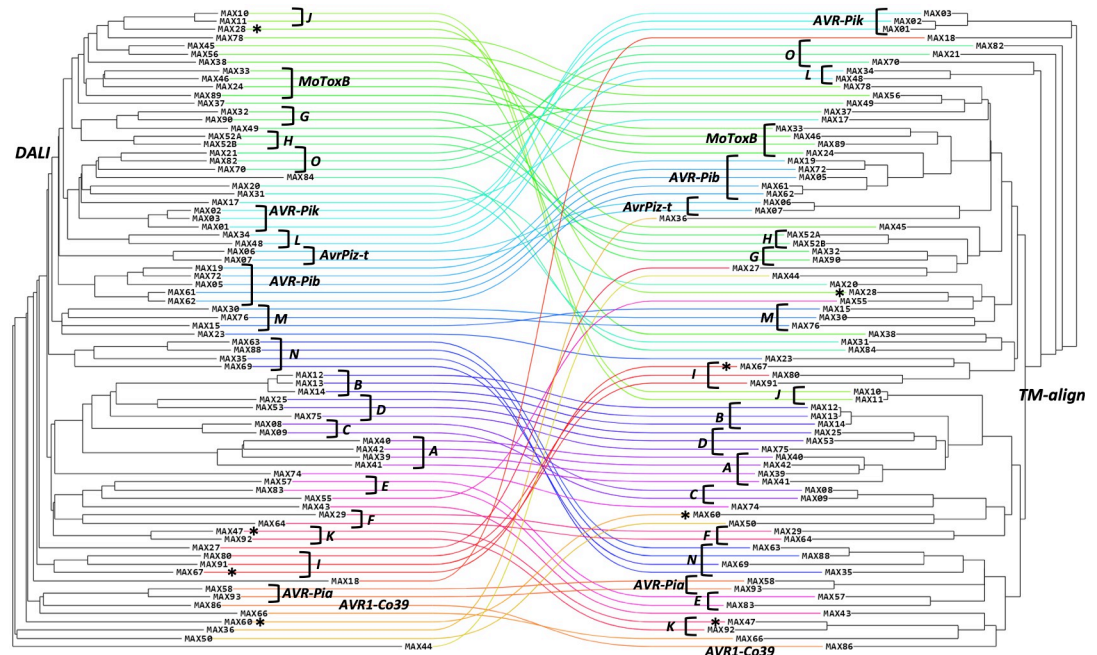 MAX10
MAX11
J
MAX28 *
MAX78
MAX45
MAX56
MAX38
MAX33
MAX46
MoToxB
MAX24
MAX89
MAX37
MAX32
G
MAX90
MAX49
MAX52A
H
MAX52B
MAX21
DALI
MAX82
O
MAX70
MAX84
MAX20
MAX31
MAX17
MAX02
AVR-Pik
MAX03
MAX01
MAX34
L
MAX48
MAX06
AvrPiz-t
MAX07
MAX19
MAX72
AVR-Pib
MAX05
MAX61
MAX62
MAX30
MAX76
M
MAX15
MAX23
MAX63
MAX88
N
MAX35
MAX69
MAX12
MAX13
B
MAX14
MAX25
D
MAX53
MAX75
MAX08
C
MAX09
MAX40
MAX42
A
MAX39
MAX41
MAX74
MAX57
E
MAX83
MAX55
MAX43
MAX29
F
MAX64
MAX47 *
K
MAX92
MAX27
MAX80
MAX91
I
MAX67 *
MAX18
MAX58
AVR-Pia
MAX93
MAX86
AVR1-Co39
MAX66
MAX60 *
MAX36
MAX50
MAX44
MAX03
AVR-Pik
MAX02
MAX01
MAX18
MAX82
O
MAX21
MAX70
L
MAX34
MAX48
MAX78
MAX56
MAX49
MAX37
MAX17
MAX33
MoToxB
MAX46
MAX89
MAX24
MAX19
MAX72
AVR-Pib
MAX05
MAX61
MAX62
AvrPiz-t
MAX06
MAX07
MAX36
MAX45
H
MAX52A
MAX52B
G
MAX32
MAX90
MAX27
MAX44
MAX20
* MAX28
MAX55
M
MAX15
MAX30
MAX76
MAX38
MAX31
MAX84
MAX23
I
* MAX67
MAX80
MAX91
J
MAX10
MAX11
TM-align
B
MAX12
MAX13
MAX14
D
MAX25
MAX53
MAX75
A
MAX40
MAX42
MAX39
MAX41
C
MAX08
MAX09
MAX74
* MAX60
MAX50
F
MAX29
MAX64
N
MAX63
MAX88
MAX69
MAX35
AVR-Pia
MAX58
MAX93
E
MAX57
MAX83
MAX43
K
* MAX47
MAX92
MAX66
AVR1-Co39
MAX86